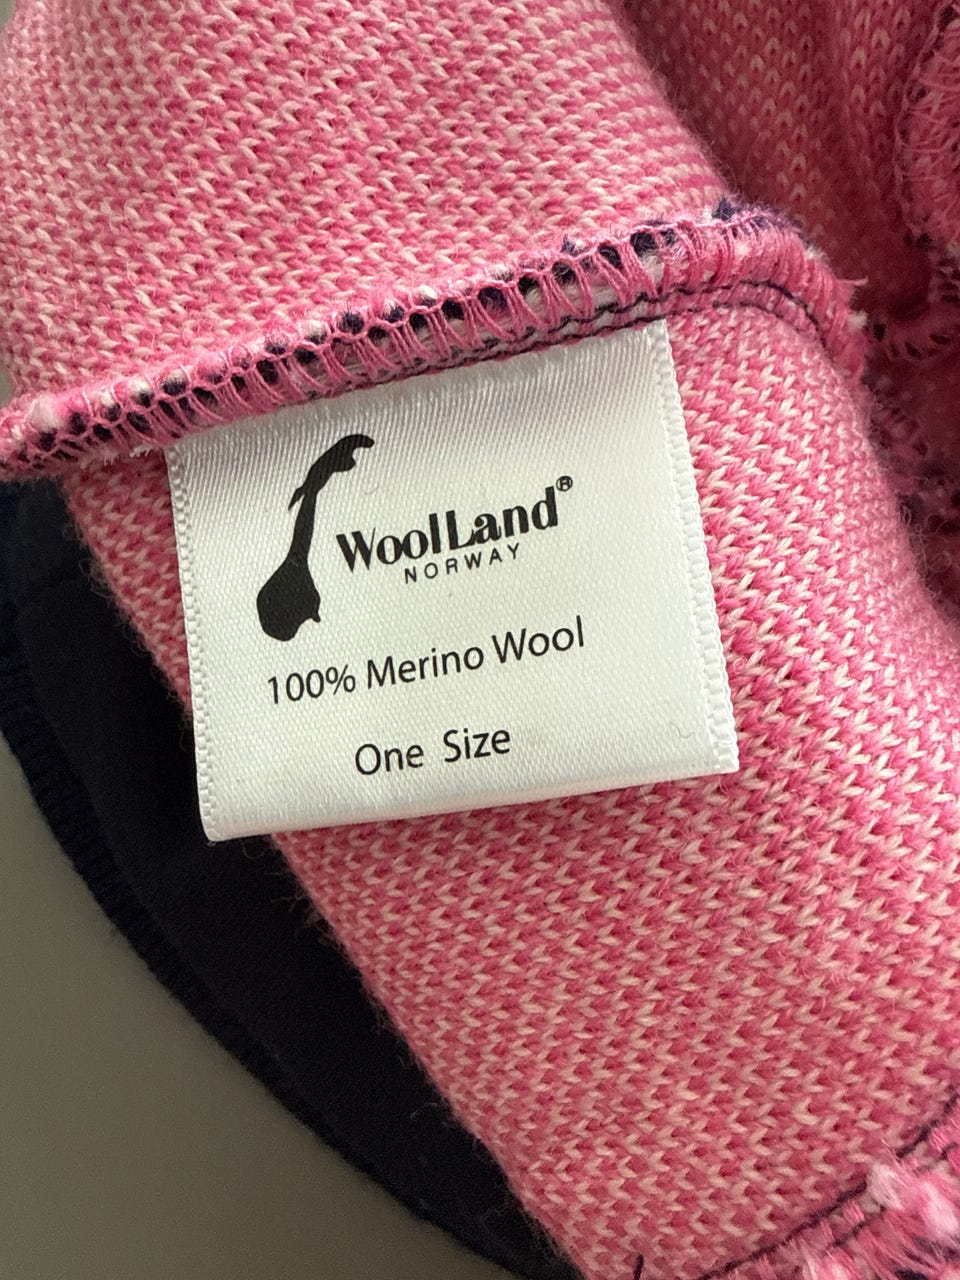 WoolLand®
NORWAY
100% Merino Wool
One Size